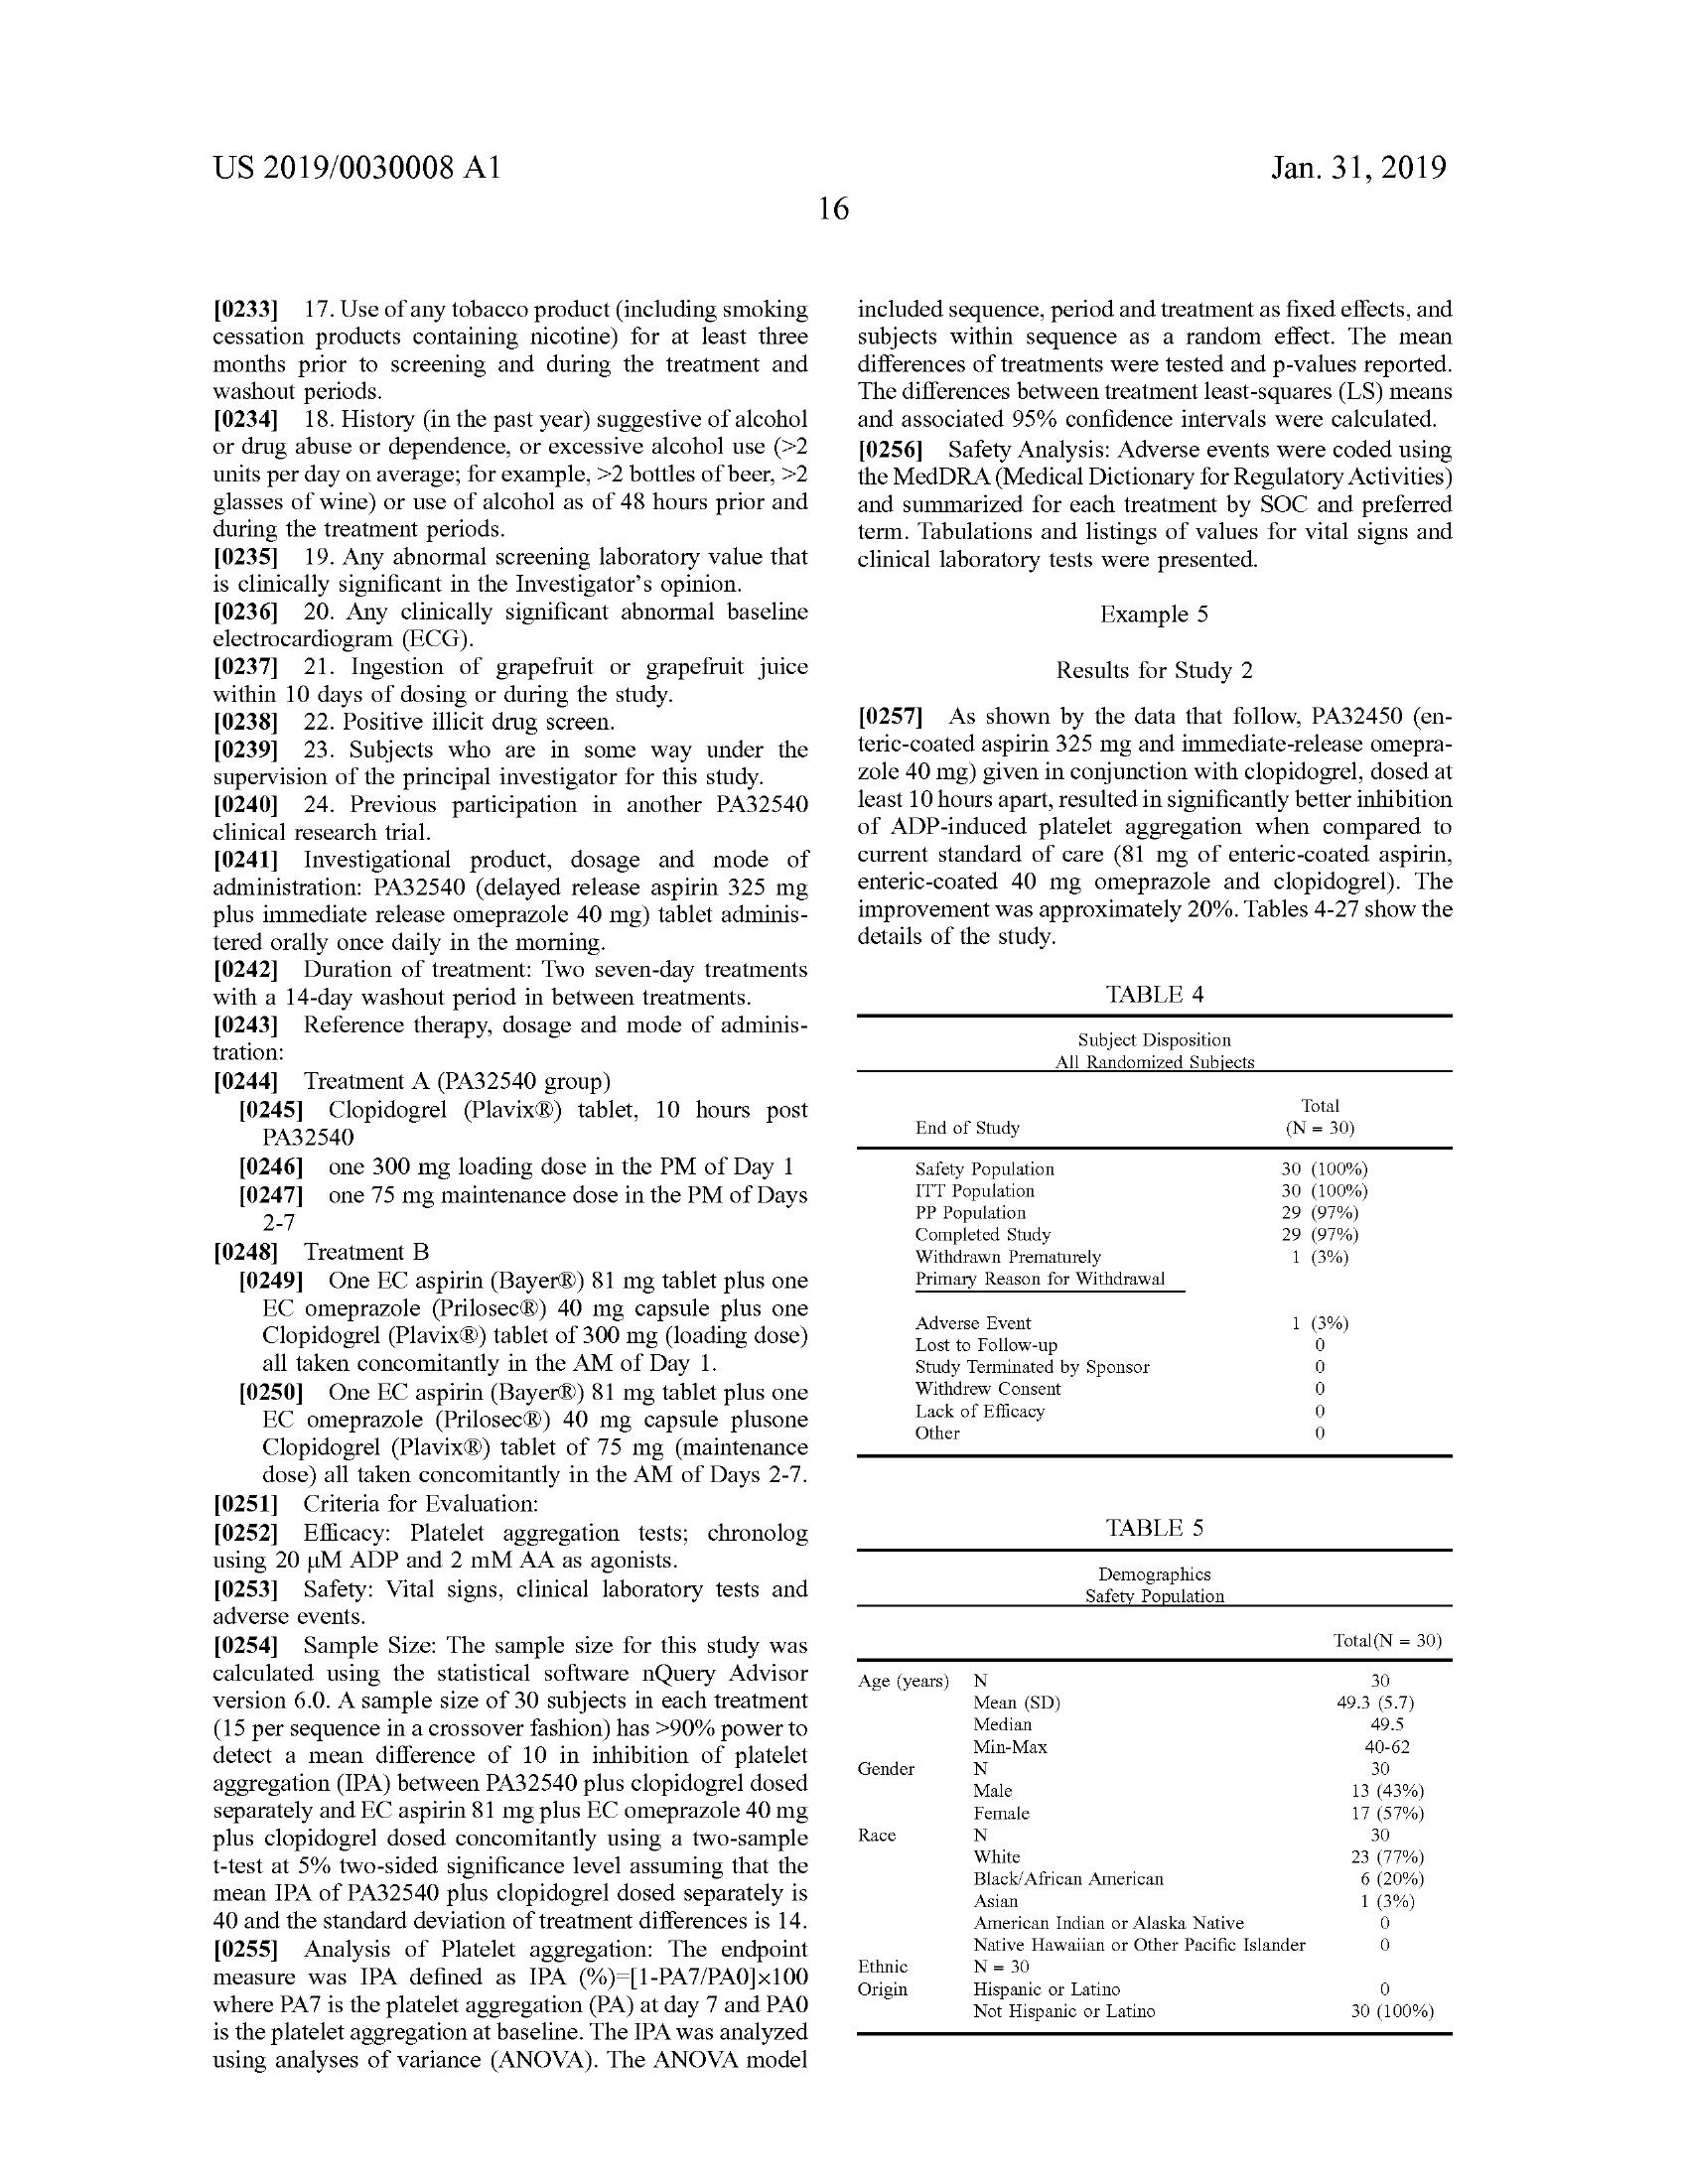 US 2019/0030008 A1
Jan. 31, 2019
16
[0233] 17. Use of any tobacco product (including smoking
cessation products containing nicotine) for at least three
months prior to screening and during the treatment and
washout periods.
[0234] 18. History (in the past year) suggestive of alcohol
or drug abuse or dependence, or excessive alcohol use (>2
units per day on average; for example, >2 bottles of beer, >2
glasses of wine) or use of alcohol as of 48 hours prior and
during the treatment periods.
[0235] 19. Any abnormal screening laboratory value that
is clinically significant in the Investigator's opinion.
[0236] 20. Any clinically significant abnormal baseline
electrocardiogram (ECG).
[0237] 21. Ingestion of grapefruit or grapefruit juice
within 10 days of dosing or during the study.
[0238] 22. Positive illicit drug screen.
[0239] 23. Subjects who are in some way under the
supervision of the principal investigator for this study.
[0240] 24. Previous participation in another PA32540
clinical research trial.
[0241] Investigational product, dosage and mode of
administration: PA32540 (delayed release aspirin 325 mg
plus immediate release omeprazole 40 mg) tablet adminis-
tered orally once daily in the morning.
[0242] Duration of treatment: Two seven-day treatments
with a 14-day washout period in between treatments.
[0243] Reference therapy, dosage and mode of adminis-
tration:
[0244] Treatment A (PA32540 group)
[0245] Clopidogrel (Plavix®) tablet, 10 hours post
PA32540
[0246] one 300 mg loading dose in the PM of Day 1
[0247] one 75 mg maintenance dose in the PM of Days
2-7
[0248] Treatment B
[0249] One EC aspirin (Bayer®) 81 mg tablet plus one
EC omeprazole (Prilosec®) 40 mg capsule plus one
Clopidogrel (Plavix®) tablet of 300 mg (loading dose)
all taken concomitantly in the AM of Day 1.
[0250] One EC aspirin (Bayer®) 81 mg tablet plus one
EC omeprazole (Prilosec®) 40 mg capsule plusone
Clopidogrel (Plavix®) tablet of 75 mg (maintenance
dose) all taken concomitantly in the AM of Days 2-7.
[0251] Criteria for Evaluation:
[0252] Efficacy: Platelet aggregation tests; chronolog
using 20 µM ADP and 2 mM AA as agonists.
[0253] Safety: Vital signs, clinical laboratory tests and
adverse events.
[0254] Sample Size: The sample size for this study was
calculated using the statistical software nQuery Advisor
version 6.0. A sample size of 30 subjects in each treatment
(15 per sequence in a crossover fashion) has >90% power to
detect a mean difference of 10 in inhibition of platelet
aggregation (IPA) between PA32540 plus clopidogrel dosed
separately and EC aspirin 81 mg plus EC omeprazole 40 mg
plus clopidogrel dosed concomitantly using a two-sample
t-test at 5% two-sided significance level assuming that the
mean IPA of PA32540 plus clopidogrel dosed separately is
40 and the standard deviation of treatment differences is 14.
[0255] Analysis of Platelet aggregation: The endpoint
measure was IPA defined as IPA (%)=[1-PA7/PA0]x100
where PA7 is the platelet aggregation (PA) at day 7 and PA0
is the platelet aggregation at baseline. The IPA was analyzed
using analyses of variance (ANOVA). The ANOVA model
included sequence, period and treatment as fixed effects, and
subjects within sequence as a random effect. The mean
differences of treatments were tested and p-values reported.
The differences between treatment least-squares (LS) means
and associated 95% confidence intervals were calculated.
[0256] Safety Analysis: Adverse events were coded using
the MedDRA (Medical Dictionary for Regulatory Activities)
and summarized for each treatment by SOC and preferred
term. Tabulations and listings of values for vital signs and
clinical laboratory tests were presented.
Example 5
Results for Study 2
[0257] As shown by the data that follow, PA32450 (en-
teric-coated aspirin 325 mg and immediate-release omepra-
zole 40 mg) given in conjunction with clopidogrel, dosed at
least 10 hours apart, resulted in significantly better inhibition
of ADP-induced platelet aggregation when compared to
current standard of care (81 mg of enteric-coated aspirin,
enteric-coated 40 mg omeprazole and clopidogrel). The
improvement was approximately 20%. Tables 4-27 show the
details of the study.
TABLE 4
Subject Disposition
All Randomized Subjects
Total
End of Study (N = 30)
Safety Population 30 (100%)
ITT Population 30 (100%)
PP Population 29 (97%)
Completed Study 29 (97%)
Withdrawn Prematurely 1 (3%)
Primary Reason for Withdrawal
Adverse Event 1 (3%)
Lost to Follow-up 0
Study Terminated by Sponsor 0
Withdrew Consent 0
Lack of Efficacy 0
Other 0
TABLE 5
Demographics
Safety Population
Total(N = 30)
Age (years) N 30
Mean (SD) 49.3 (5.7)
Median 49.5
Min-Max 40-62
Gender N 30
Male 13 (43%)
Female 17 (57%)
Race N 30
White 23 (77%)
Black/African American 6 (20%)
Asian 1 (3%)
American Indian or Alaska Native 0
Native Hawaiian or Other Pacific Islander 0
Ethnic N = 30
Origin Hispanic or Latino 0
Not Hispanic or Latino 30 (100%)